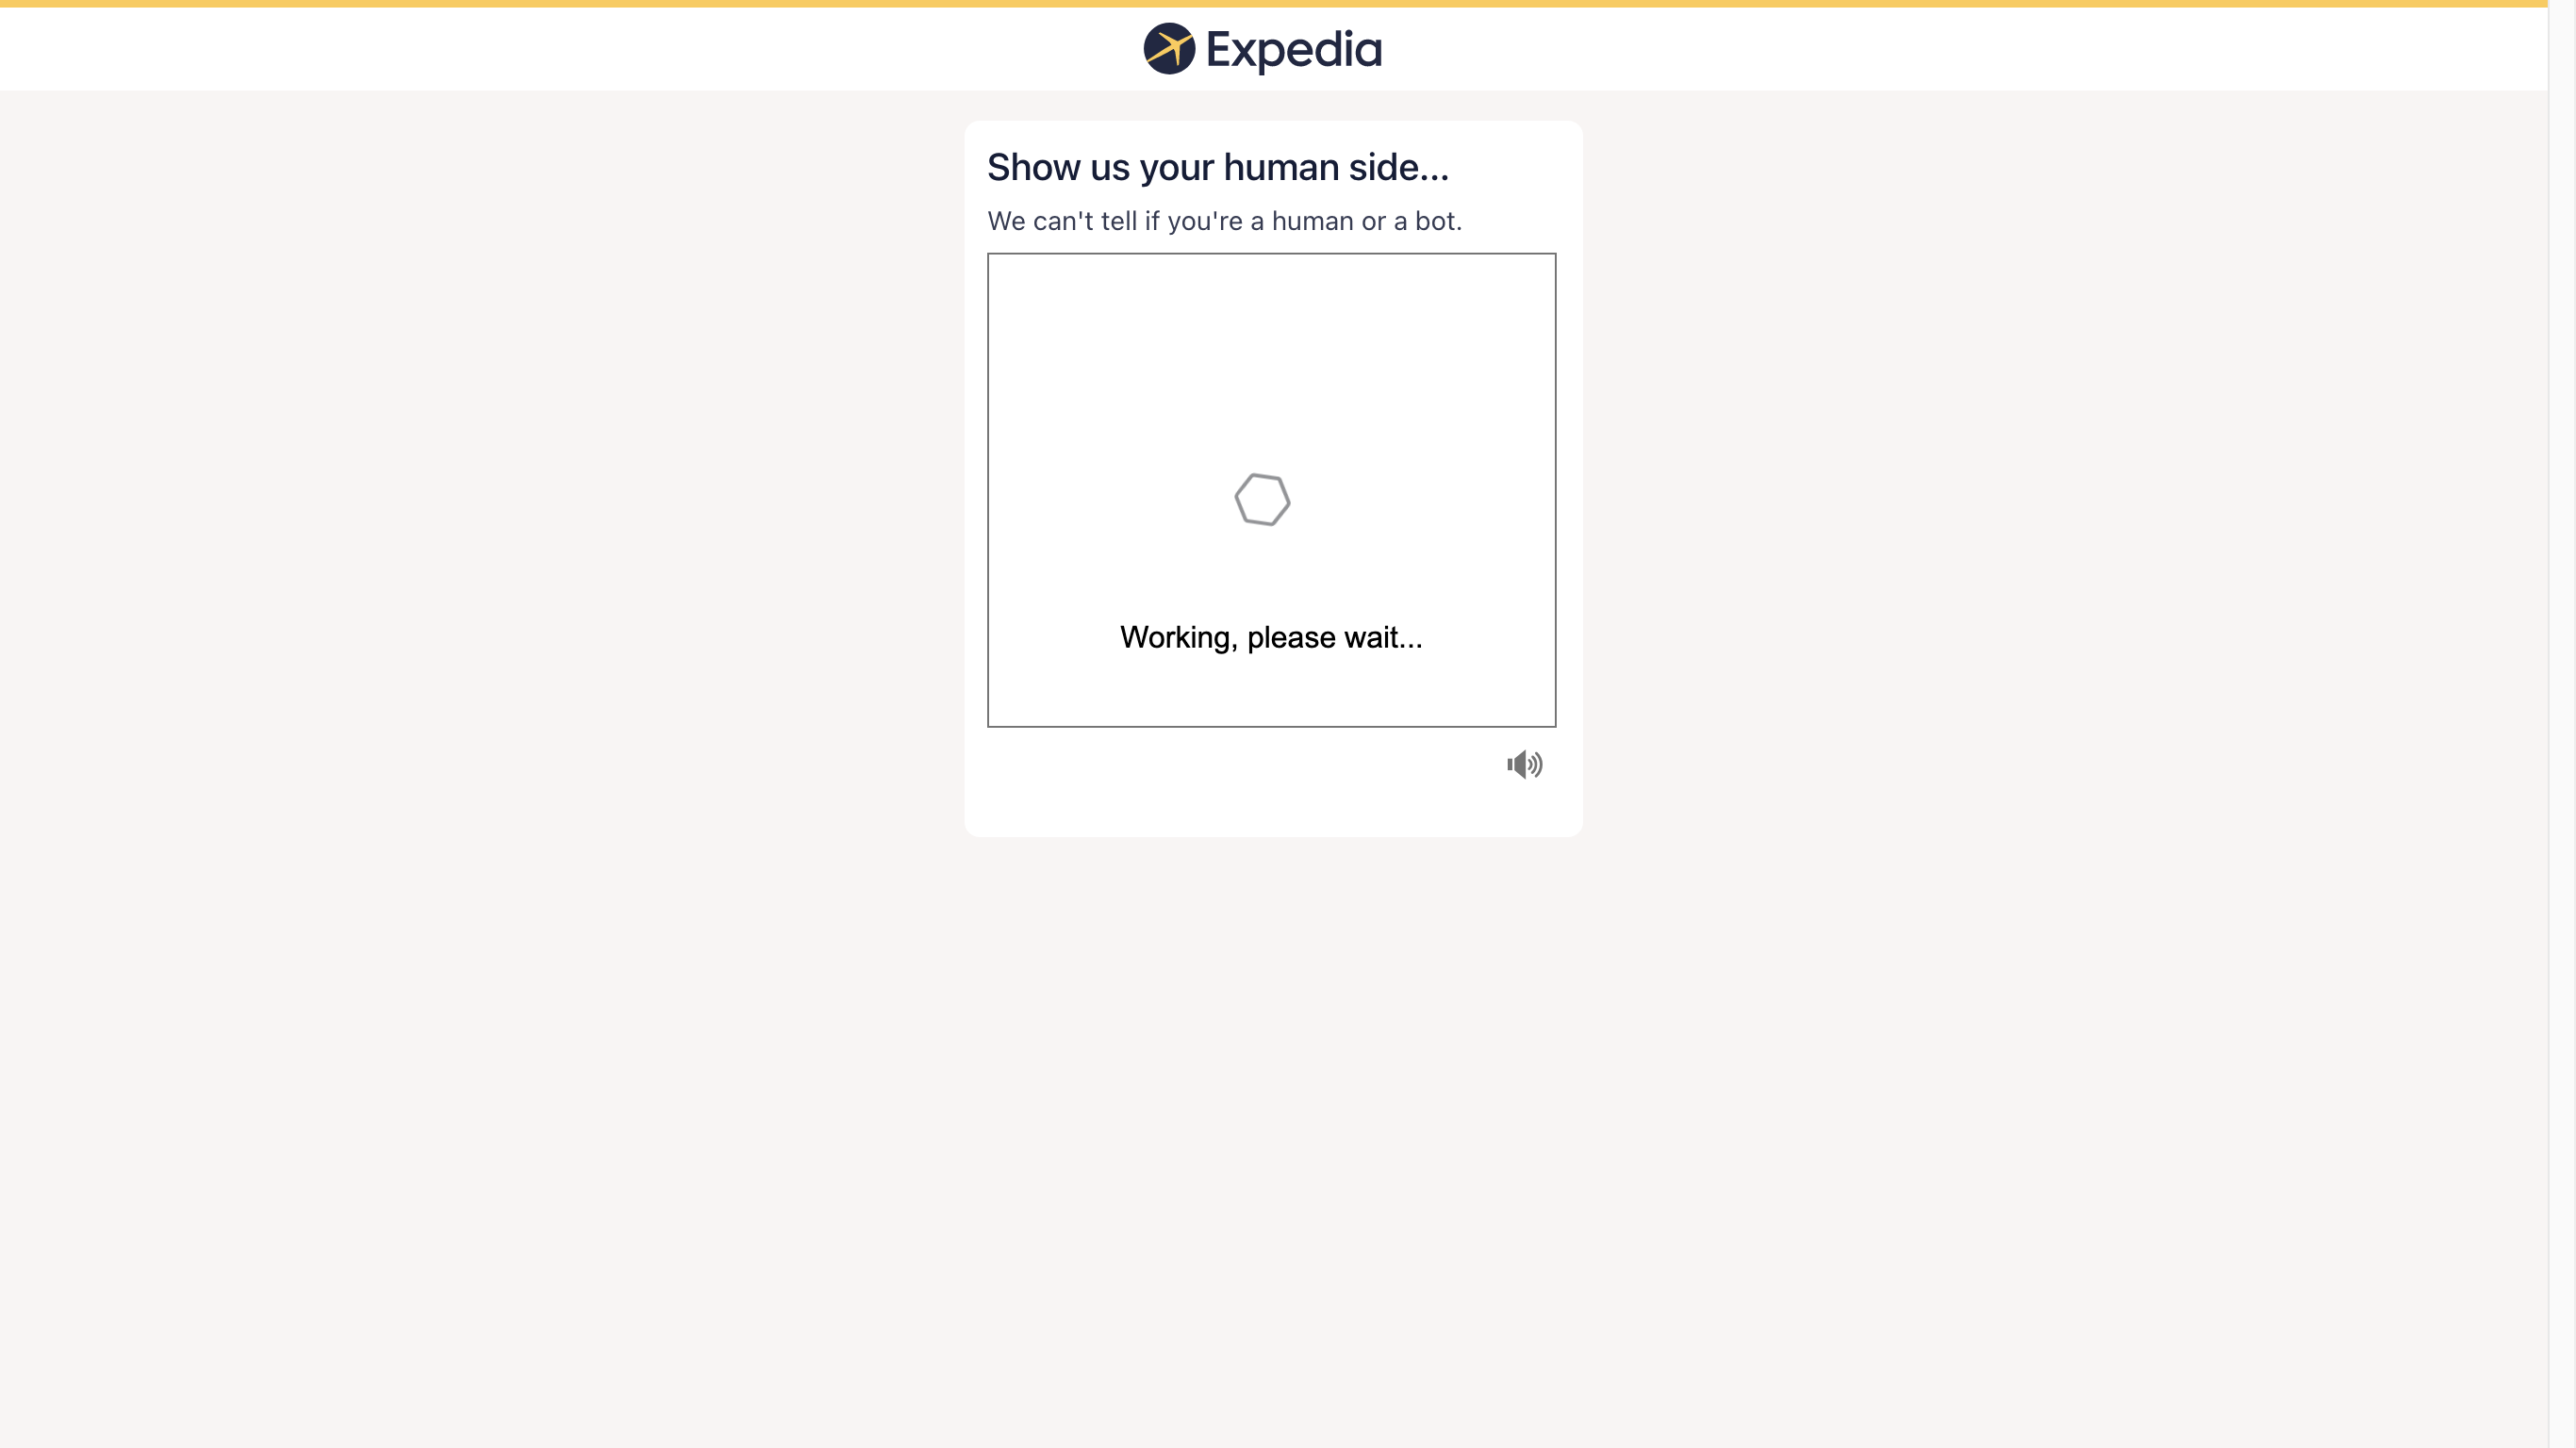 Expedia
Show us your human side...
We can't tell if you're a human or a bot.
Working, please wait...